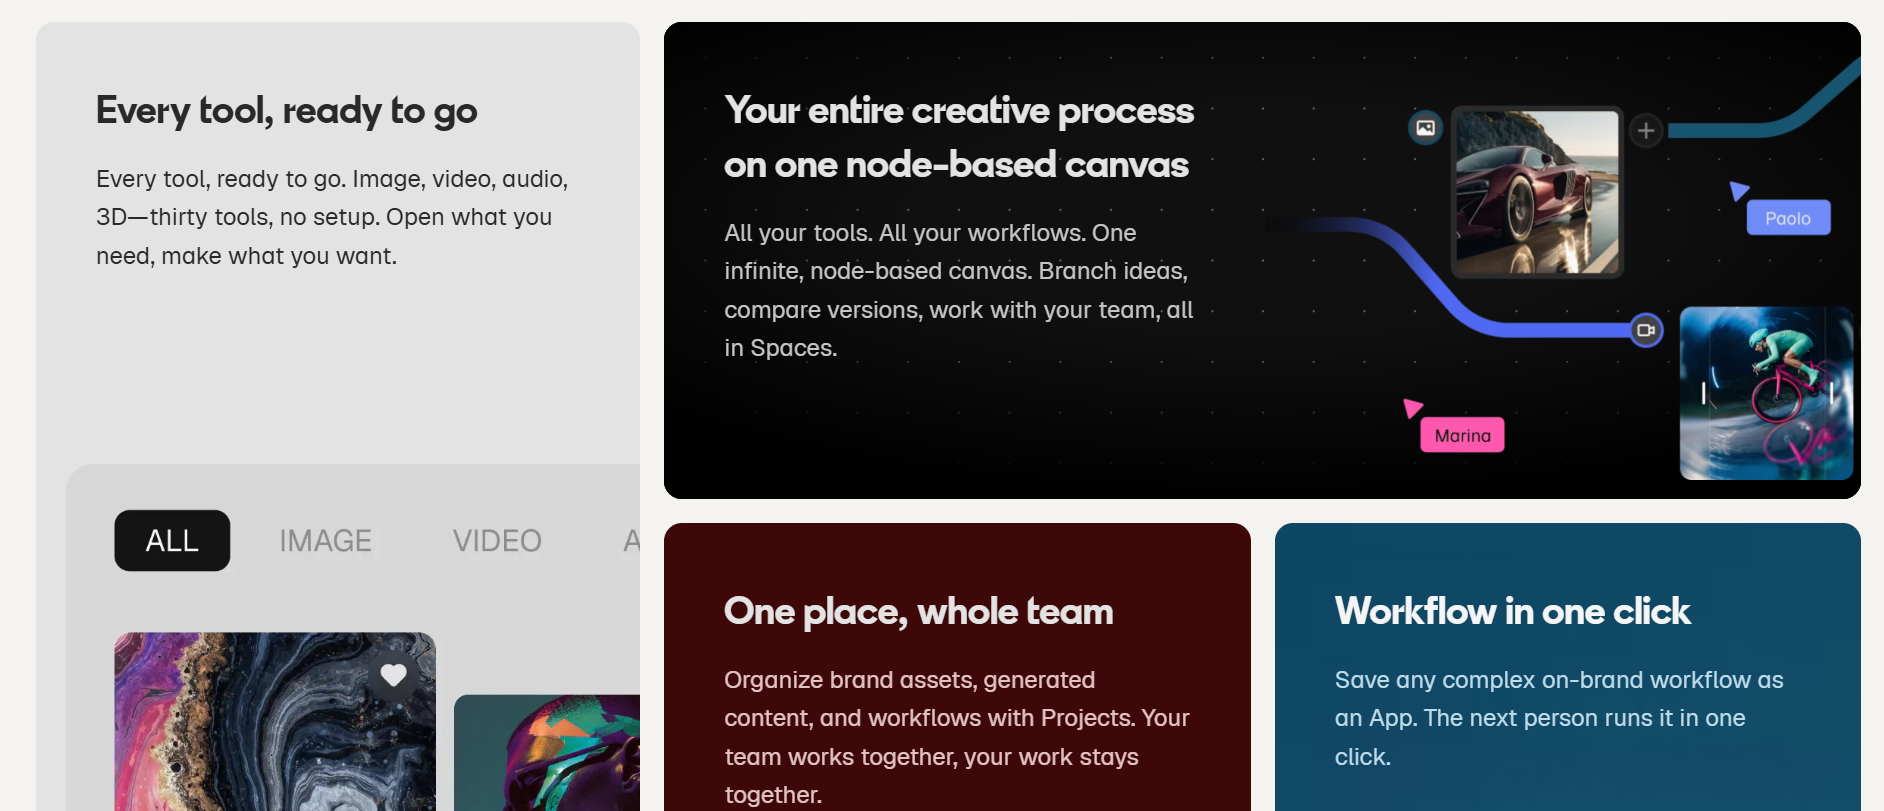 Every tool, ready to go
Every tool, ready to go. Image, video, audio,
3D—thirty tools, no setup. Open what you
need, make what you want.
ALL
IMAGE
VIDEO
A
Your entire creative process
on one node-based canvas
All your tools. All your workflows. One
infinite, node-based canvas. Branch ideas,
compare versions, work with your team, all
in Spaces.
Paolo
Marina
One place, whole team
Organize brand assets, generated
content, and workflows with Projects. Your
team works together, your work stays
together.
Workflow in one click
Save any complex on-brand workflow as
an App. The next person runs it in one
click.